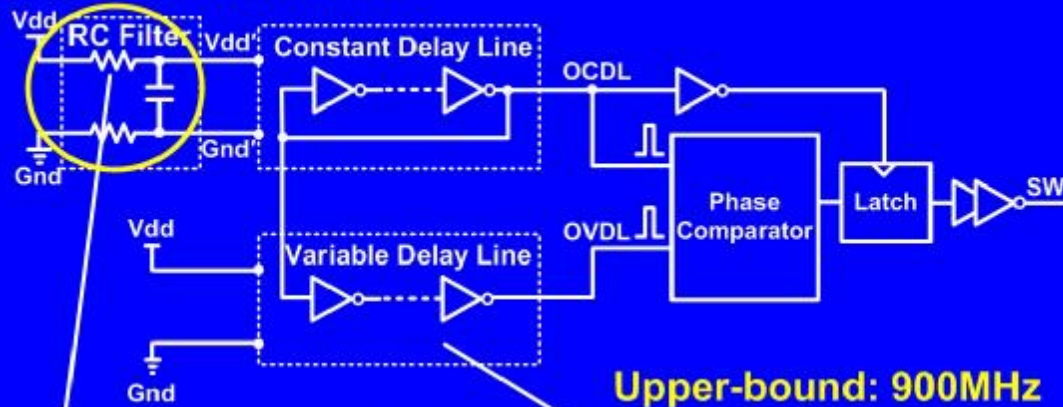 Vdd
RC Filter
Vdd'
Constant Delay Line
OCDL
Gnd
Gnd'
Phase
Comparator
Latch
SW
Vdd
OVDL
Variable Delay Line
Gnd
Upper-bound: 900MHz